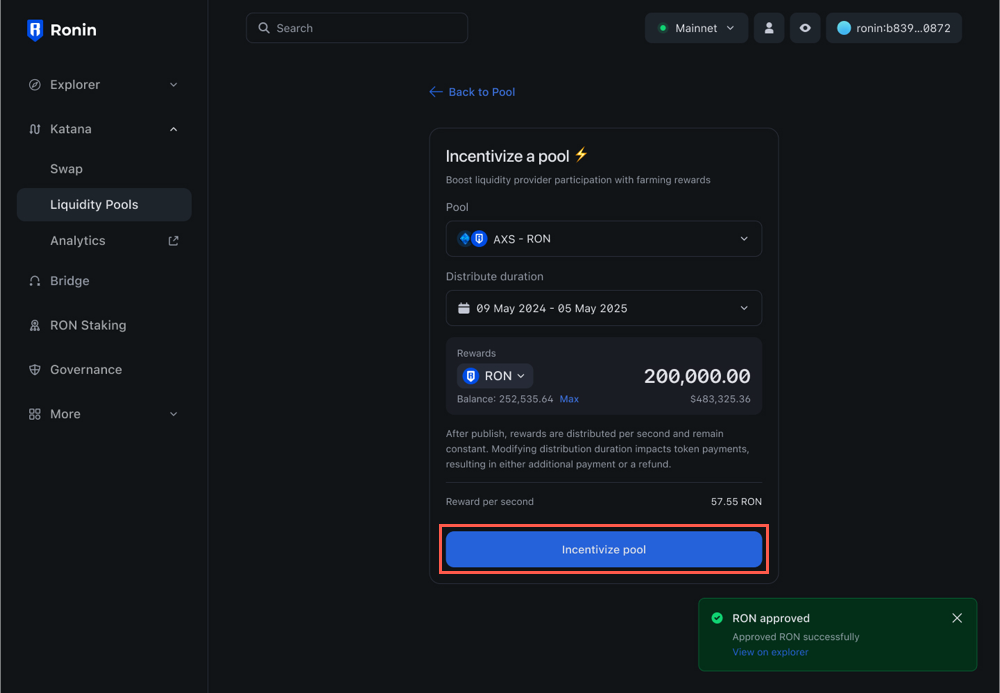 Ronin
Search
Mainnet
ronin:b839...0872
Explorer
Katana
Swap
Liquidity Pools
Analytics
Bridge
RON Staking
Governance
More
Back to Pool
Incentivize a pool ⚡
Boost liquidity provider participation with farming rewards
Pool
AXS - RON
Distribute duration
09 May 2024 - 05 May 2025
Rewards
RON 200,000.00
Balance: 252,535.64 Max $483,325.36
After publish, rewards are distributed per second and remain
constant. Modifying distribution duration impacts token payments,
resulting in either additional payment or a refund.
Reward per second 57.55 RON
Incentivize pool
RON approved
Approved RON successfully
View on explorer